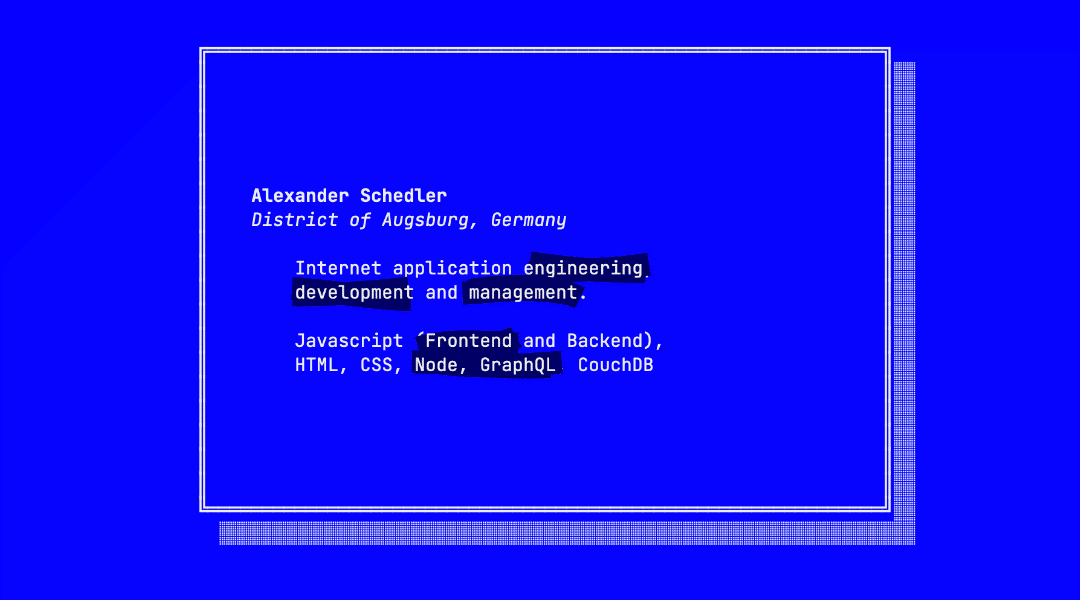 Alexander Schedler
District of Augsburg, Germany
Internet application engineering,
development and management.
Javascript (Frontend and Backend),
HTML, CSS, Node, GraphQL, CouchDB